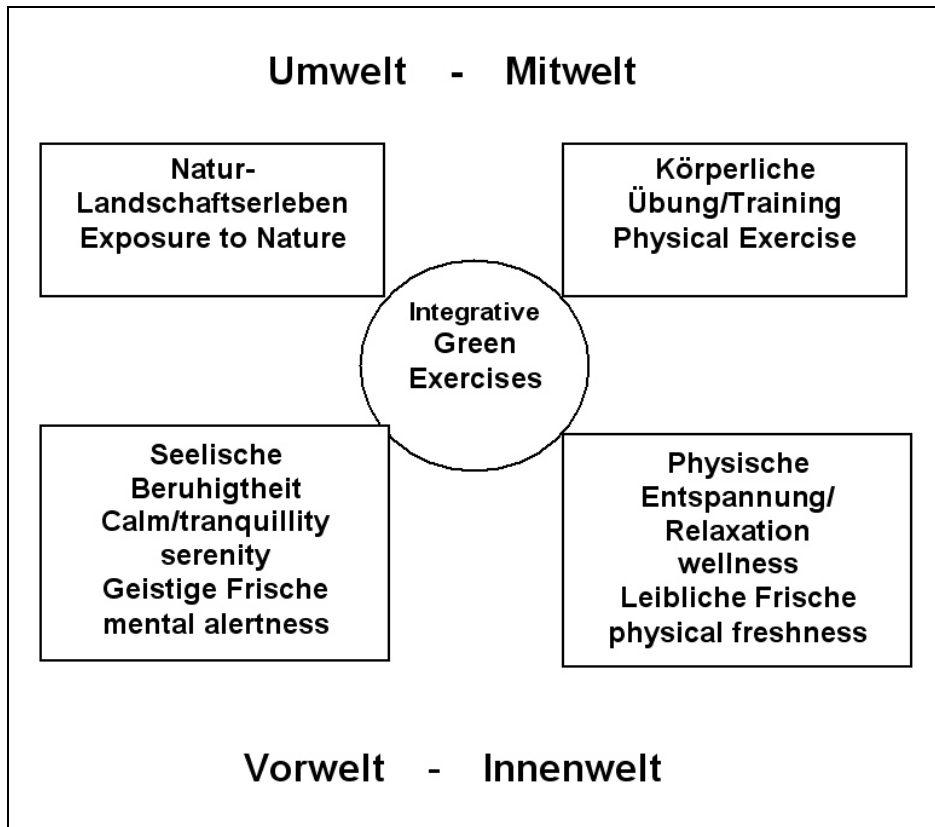 Umwelt - Mitwelt
Natur-
Landschaftserleben
Exposure to Nature
Körperliche
Übung/Training
Physical Exercise
Integrative
Green
Exercises
Seelische
Beruhigtheit
Calm/tranquillity
serenity
Geistige Frische
mental alertness
Physische
Entspannung/
Relaxation
wellness
Leibliche Frische
physical freshness
Vorwelt - Innenwelt